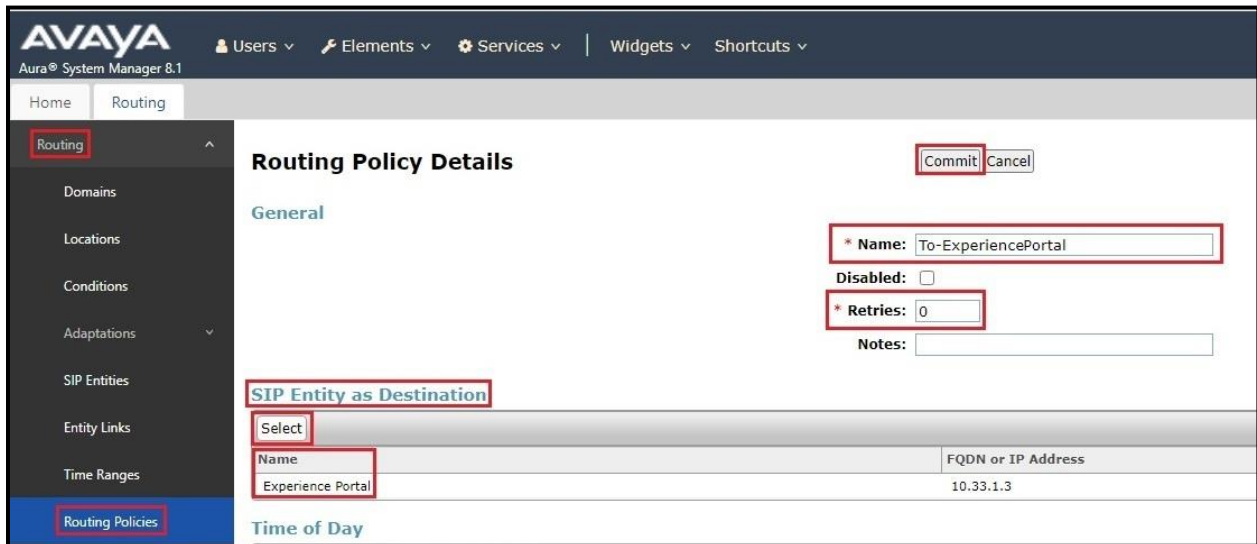 AVAYA
Aura® System Manager 8.1
Users
Elements
Services
Widgets
Shortcuts
Home
Routing
Routing
Domains
Locations
Conditions
Adaptations
SIP Entities
Entity Links
Time Ranges
Routing Policies
Routing Policy Details
Commit
Cancel
General
* Name: To-ExperiencePortal
Disabled:
* Retries: 0
Notes:
SIP Entity as Destination
Select
Name FQDN or IP Address
Experience Portal 10.33.1.3
Time of Day